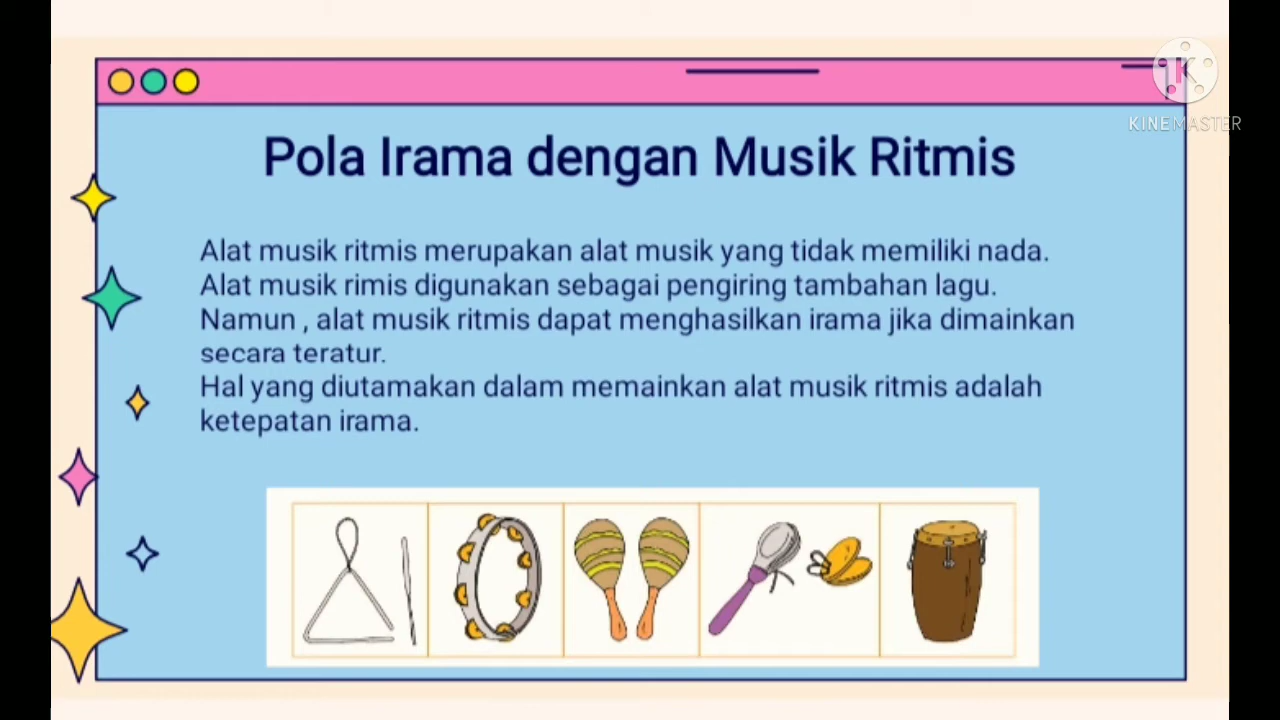 KINEMASTER
Pola Irama dengan Musik Ritmis
Alat musik ritmis merupakan alat musik yang tidak memiliki nada.
Alat musik rimis digunakan sebagai pengiring tambahan lagu.
Namun , alat musik ritmis dapat menghasilkan irama jika dimainkan
secara teratur.
Hal yang diutamakan dalam memainkan alat musik ritmis adalah
ketepatan irama.